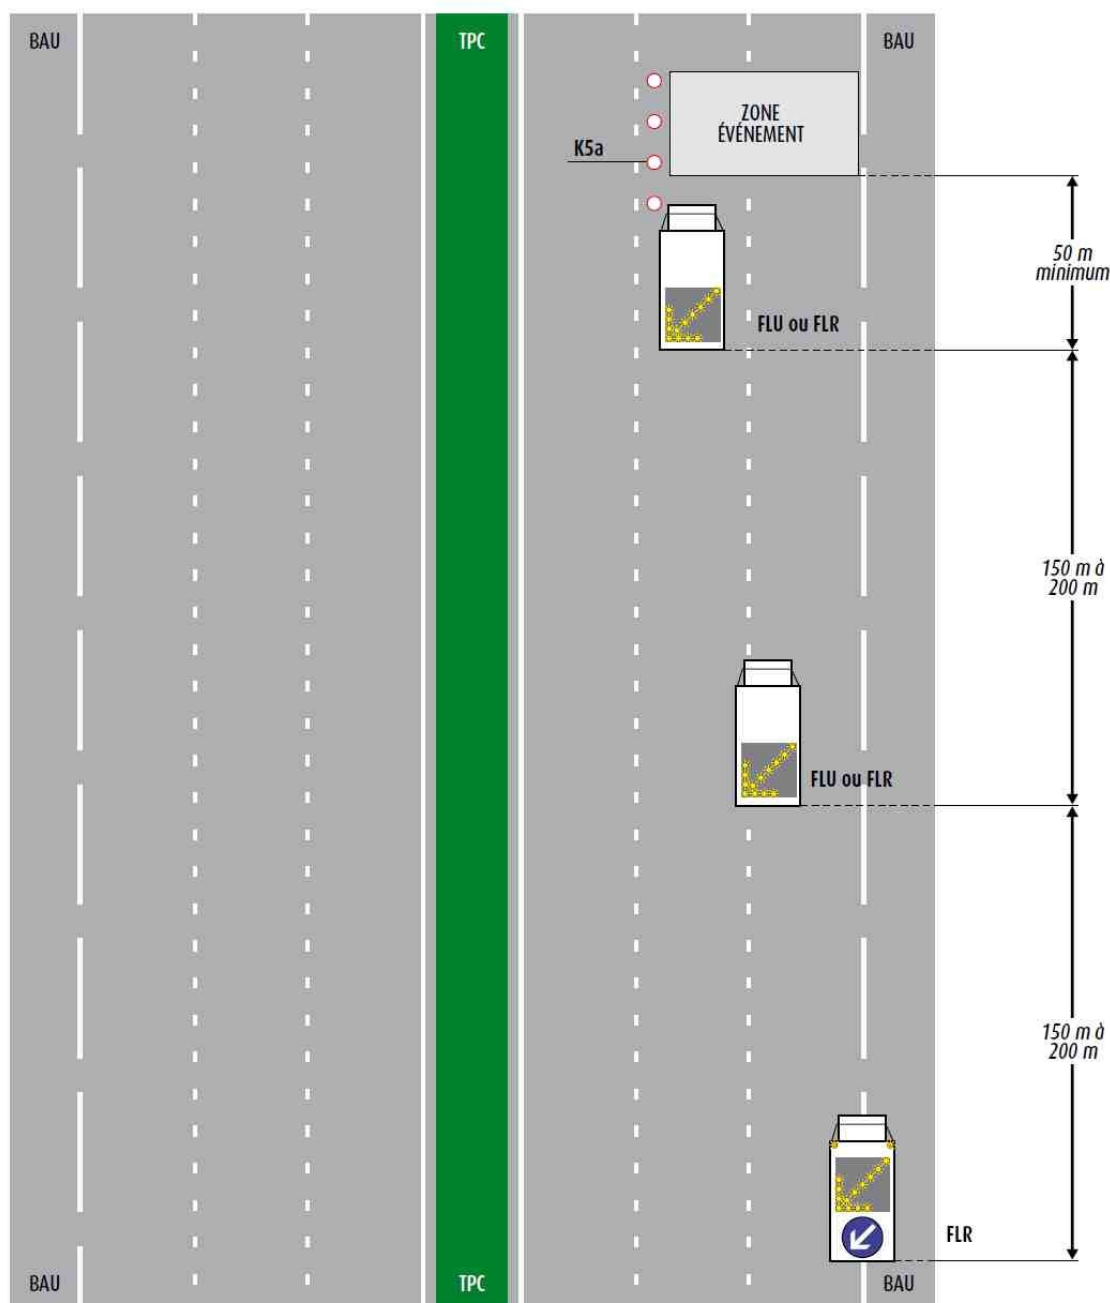 BAU
TPC
BAU
ZONE
ÉVÉNEMENT
K5a
50 m
minimum
FLU ou FLR
150 m à
200 m
FLU ou FLR
150 m à
200 m
FLR
BAU
TPC
BAU